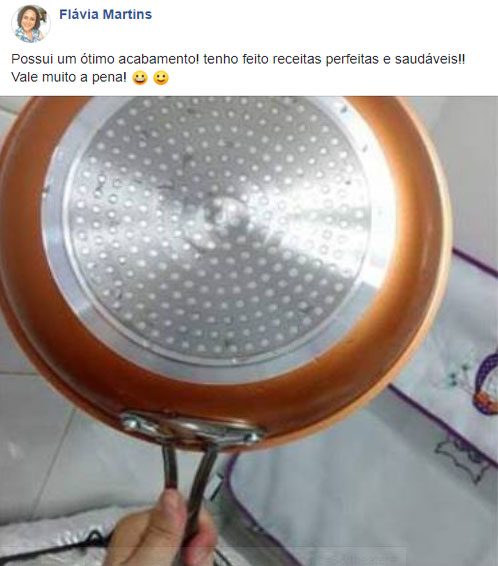 Flávia Martins
Possui um ótimo acabamento! tenho feito receitas perfeitas e saudáveis!!
Vale muito a pena! 😀 🙂